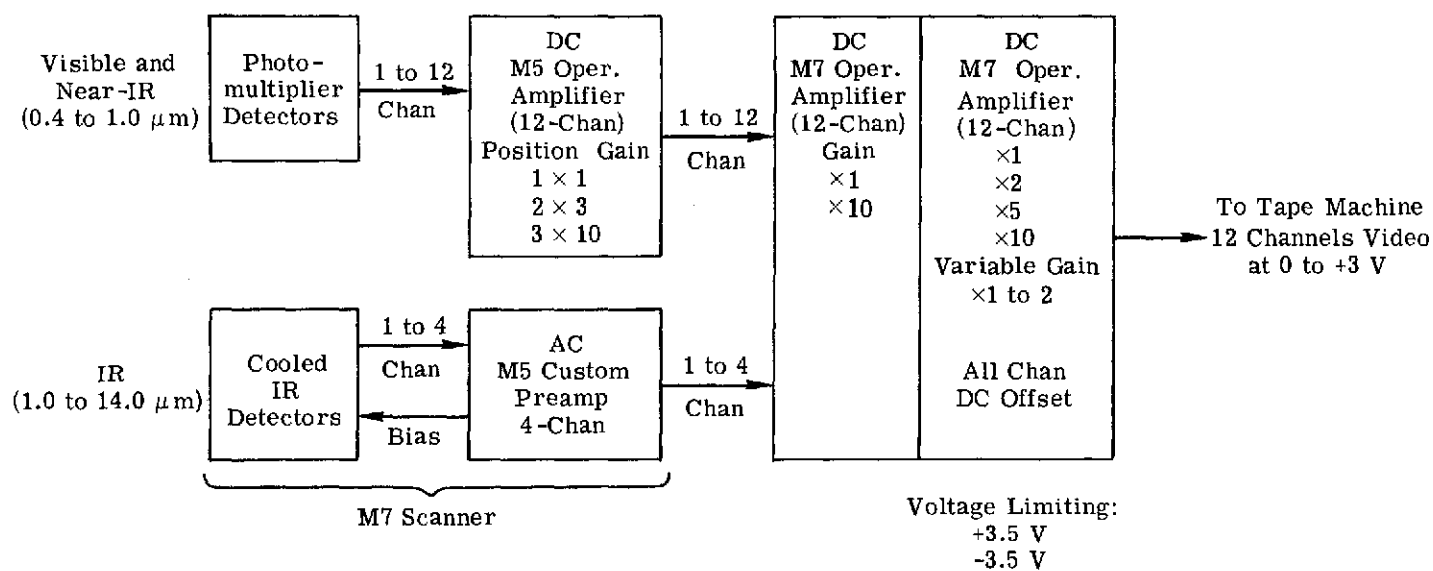 Visible and
Near-IR
(0.4 to 1.0 μm)
Photo-
multiplier
Detectors
1 to 12
Chan
DC
M5 Oper.
Amplifier
(12-Chan)
Position Gain
1 × 1
2 × 3
3 × 10
1 to 12
Chan
DC
M7 Oper.
Amplifier
(12-Chan)
Gain
×1
×10
DC
M7 Oper.
Amplifier
(12-Chan)
×1
×2
×5
×10
Variable Gain
×1 to 2
All Chan
DC Offset
To Tape Machine
12 Channels Video
at 0 to +3 V
IR
(1.0 to 14.0 μm)
Cooled
IR
Detectors
1 to 4
Chan
Bias
AC
M5 Custom
Preamp
4-Chan
1 to 4
Chan
M7 Scanner
Voltage Limiting:
+3.5 V
-3.5 V